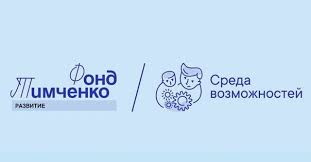 Фонд
Тимченко
РАЗВИТИЕ
/
Среда
возможностей